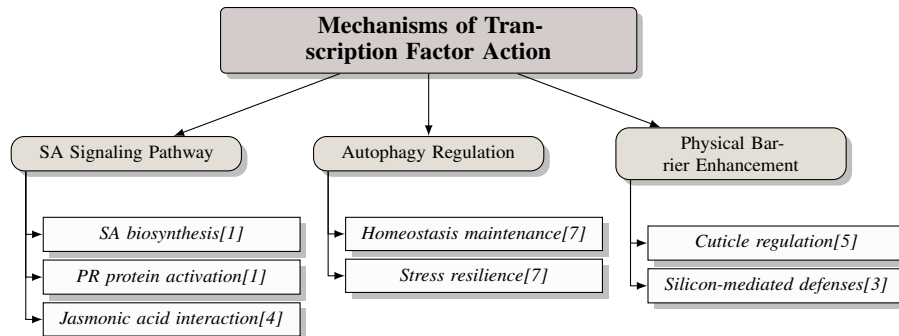 Mechanisms of Tran-
scription Factor Action
SA Signaling Pathway
SA biosynthesis[1]
PR protein activation[1]
Jasmonic acid interaction[4]
Autophagy Regulation
Homeostasis maintenance[7]
Stress resilience[7]
Physical Bar-
rier Enhancement
Cuticle regulation[5]
Silicon-mediated defenses[3]